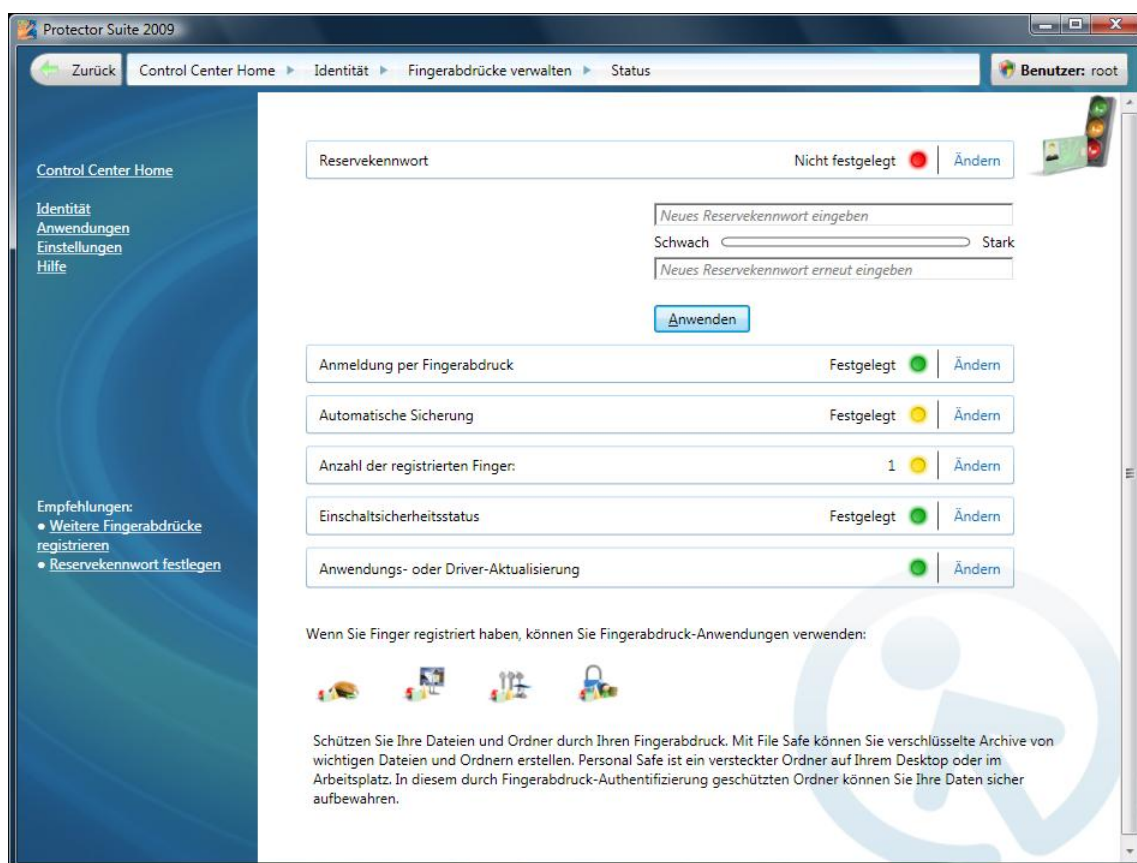 Protector Suite 2009
Zurück Control Center Home Identität Fingerabdrücke verwalten Status Benutzer: root
Control Center Home
Identität
Anwendungen
Einstellungen
Hilfe
Empfehlungen:
• Weitere Fingerabdrücke
registrieren
• Reservekennwort festlegen
Reservekennwort Nicht festgelegt Ändern
Neues Reservekennwort eingeben
Schwach Stark
Neues Reservekennwort erneut eingeben
Anwenden
Anmeldung per Fingerabdruck Festgelegt Ändern
Automatische Sicherung Festgelegt Ändern
Anzahl der registrierten Finger: 1 Ändern
Einschaltsicherheitsstatus Festgelegt Ändern
Anwendungs- oder Driver-Aktualisierung Ändern
Wenn Sie Finger registriert haben, können Sie Fingerabdruck-Anwendungen verwenden:
Schützen Sie Ihre Dateien und Ordner durch Ihren Fingerabdruck. Mit File Safe können Sie verschlüsselte Archive von
wichtigen Dateien und Ordnern erstellen. Personal Safe ist ein versteckter Ordner auf Ihrem Desktop oder im
Arbeitsplatz. In diesem durch Fingerabdruck-Authentifizierung geschützten Ordner können Sie Ihre Daten sicher
aufbewahren.